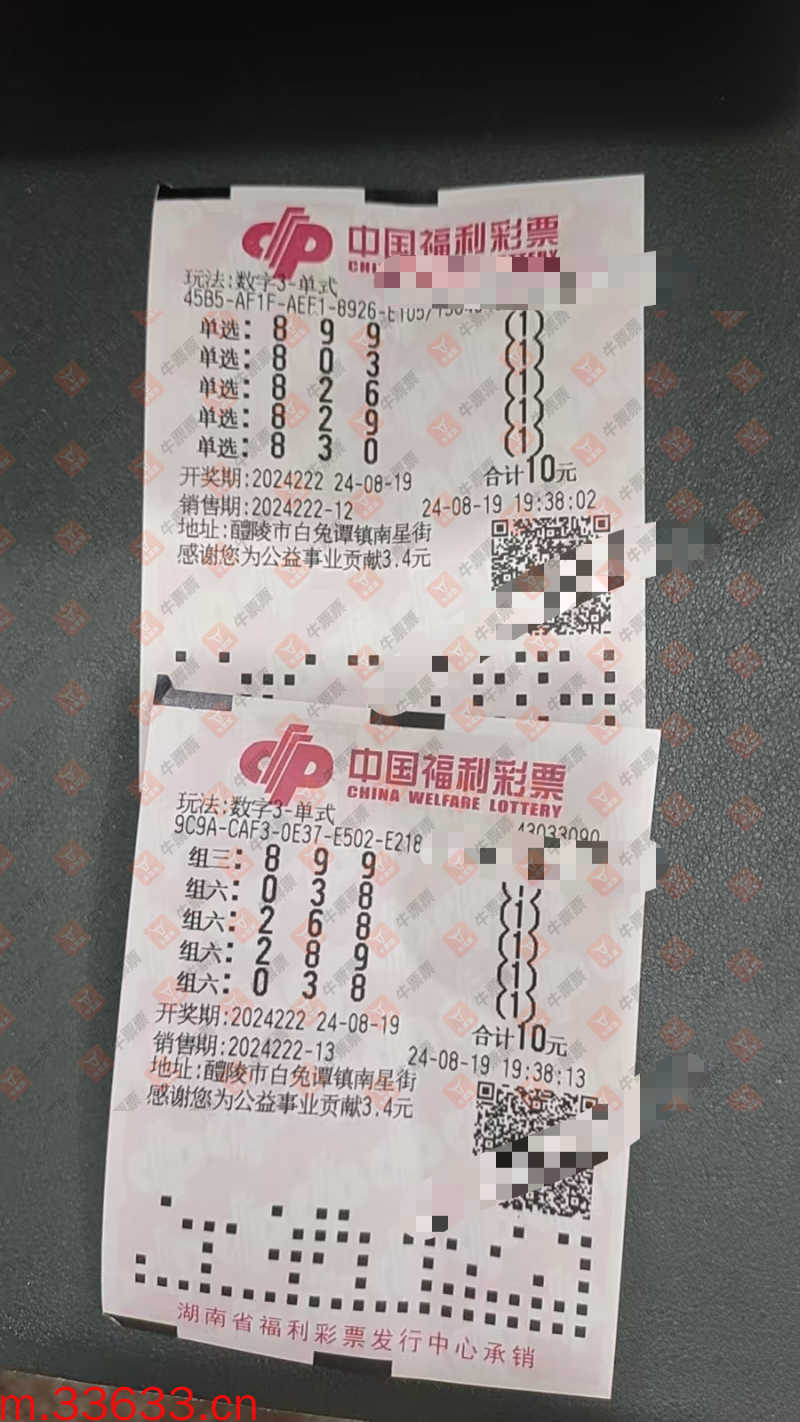 中国福利彩票
玩法:数字3-单式
45B5-AF1F-AEF1-8926-E105/
单选: 8 9 9 (1)
单选: 8 0 3 (1)
单选: 8 2 6 (1)
单选: 8 2 9 (1)
单选: 8 3 0 (1)
开奖期:2024222 24-08-19 合计10元
销售期:2024222-12 24-08-19 19:38:02
地址:醴陵市白兔谭镇南星街
感谢您为公益事业贡献3.4元
中国福利彩票
CHINA WELFARE LOTTERY
玩法:数字3-单式
9C9A-CAF3-0E37-E502-E218 43033090
组三: 8 9 9
组六: 0 3 8 (1)
组六: 2 6 8 (1)
组六: 2 8 9 (1)
组六: 0 3 8 (1)
开奖期:2024222 24-08-19 合计10元
销售期:2024222-13 24-08-19 19:38:13
地址:醴陵市白兔谭镇南星街
感谢您为公益事业贡献3.4元
湖南省福利彩票发行中心承销
牛票票
m.33633.cn